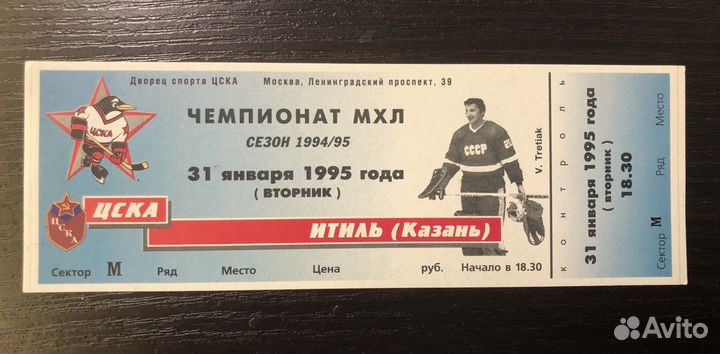 Дворец спорта ЦСКА Москва, Ленинградский проспект, 39
ЦСКА
ЧЕМПИОНАТ МХЛ
СЕЗОН 1994/95
31 января 1995 года
( ВТОРНИК )
СССР
V. Tretiak
ЦСКА
ЦСКА
ИТИЛЬ (Казань)
Сектор М Ряд Место Цена руб. Начало в 18.30
контроль
31 января 1995 года
( вторник )
18.30
Сектор М Ряд Место
Avito